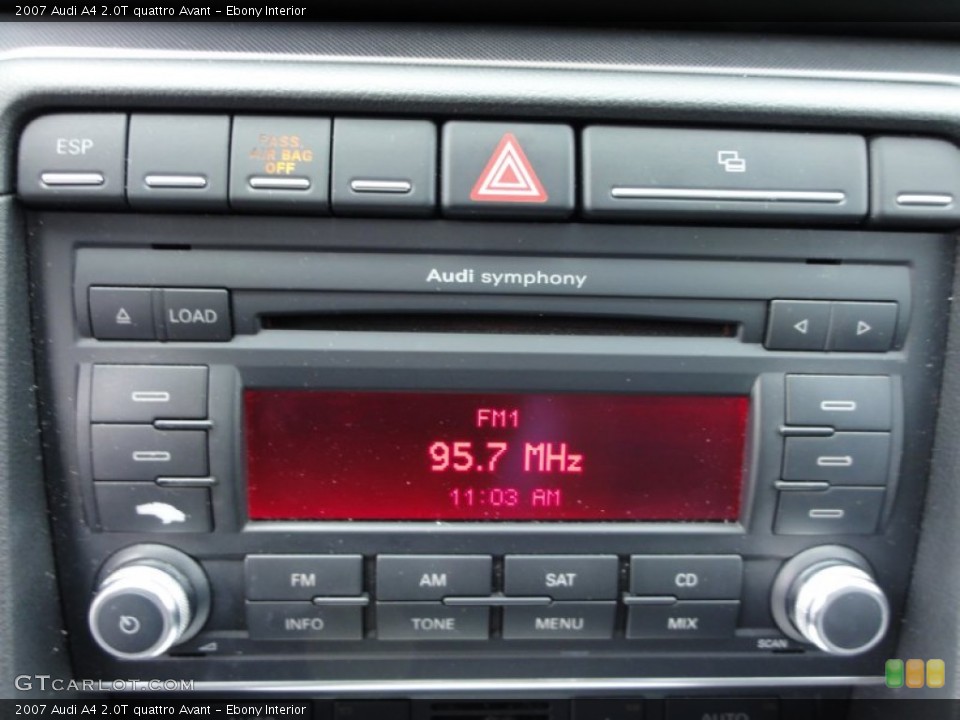 2007 Audi A4 2.0T quattro Avant – Ebony Interior
ESP
PASS.
AIR BAG
OFF
Audi symphony
LOAD
FM1
95.7 MHz
11:03 AM
FM AM SAT CD
INFO TONE MENU MIX
SCAN
GTCARLOT.COM
AUTO
2007 Audi A4 2.0T quattro Avant – Ebony Interior